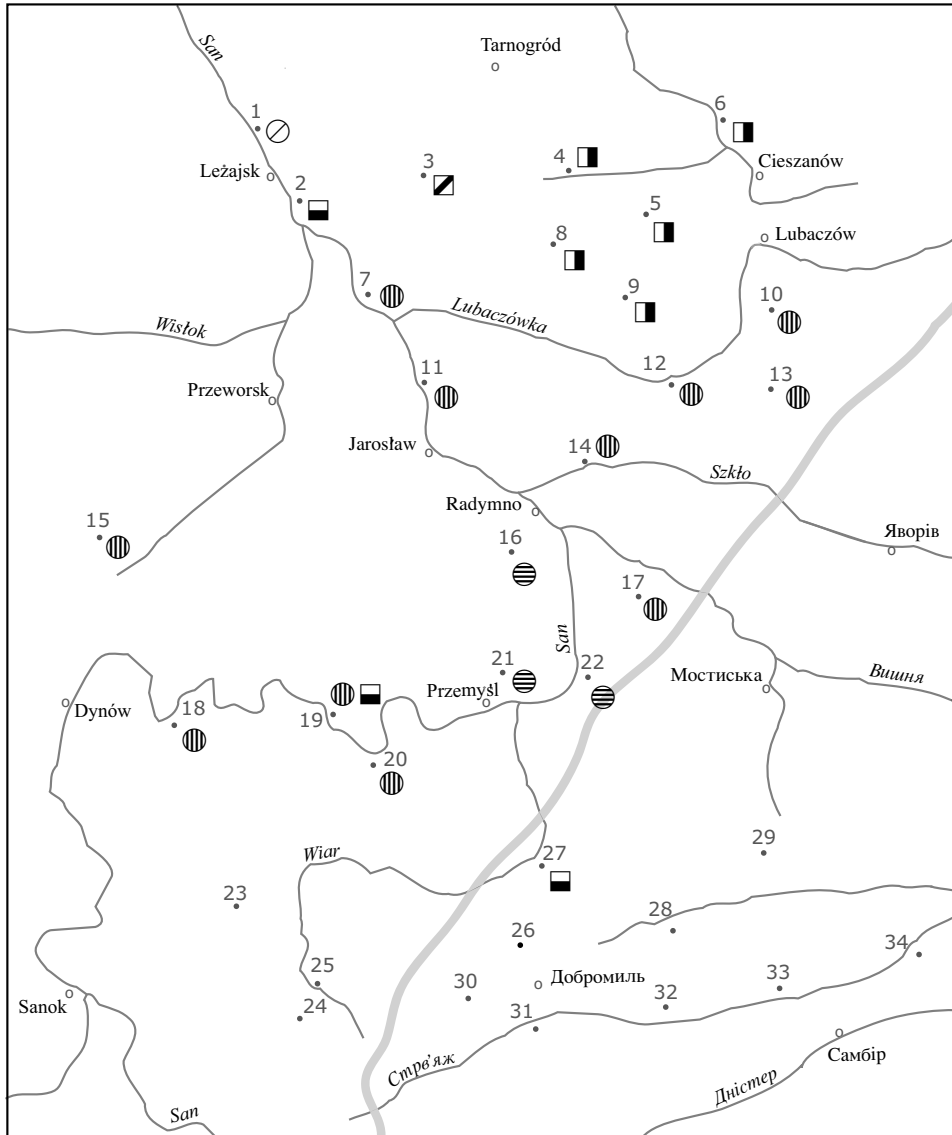 San
Tarnogród
1
6
3
4
Leżajsk
Cieszanów
2
5
8
Lubaczów
7
9
10
Lubaczówka
Wisłok
11
12
13
Przeworsk
Jarosław
14
Szkło
Radymno
15
16
Яворів
17
San
21
22
Przemyśl
Мостиська
Вишня
Dynów
18
19
20
Wiar
27
29
23
28
26
34
25
30
Добромиль
33
Sanok
24
31
32
Самбір
Стрв'яж
Дністер
San